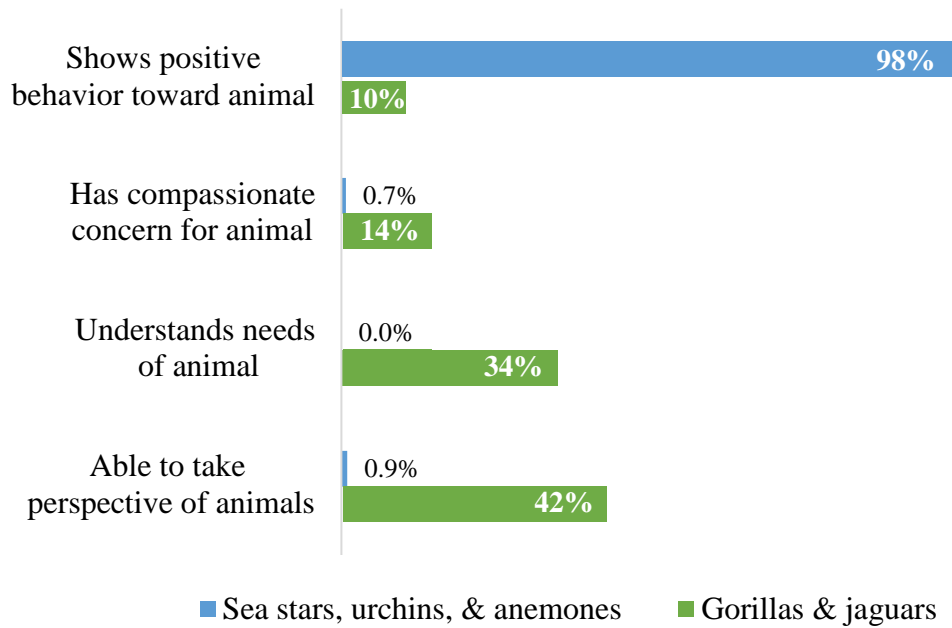 Shows positive
behavior toward animal
98%
10%
Has compassionate
concern for animal
0.7%
14%
Understands needs
of animal
0.0%
34%
Able to take
perspective of animals
0.9%
42%
Sea stars, urchins, & anemones
Gorillas & jaguars